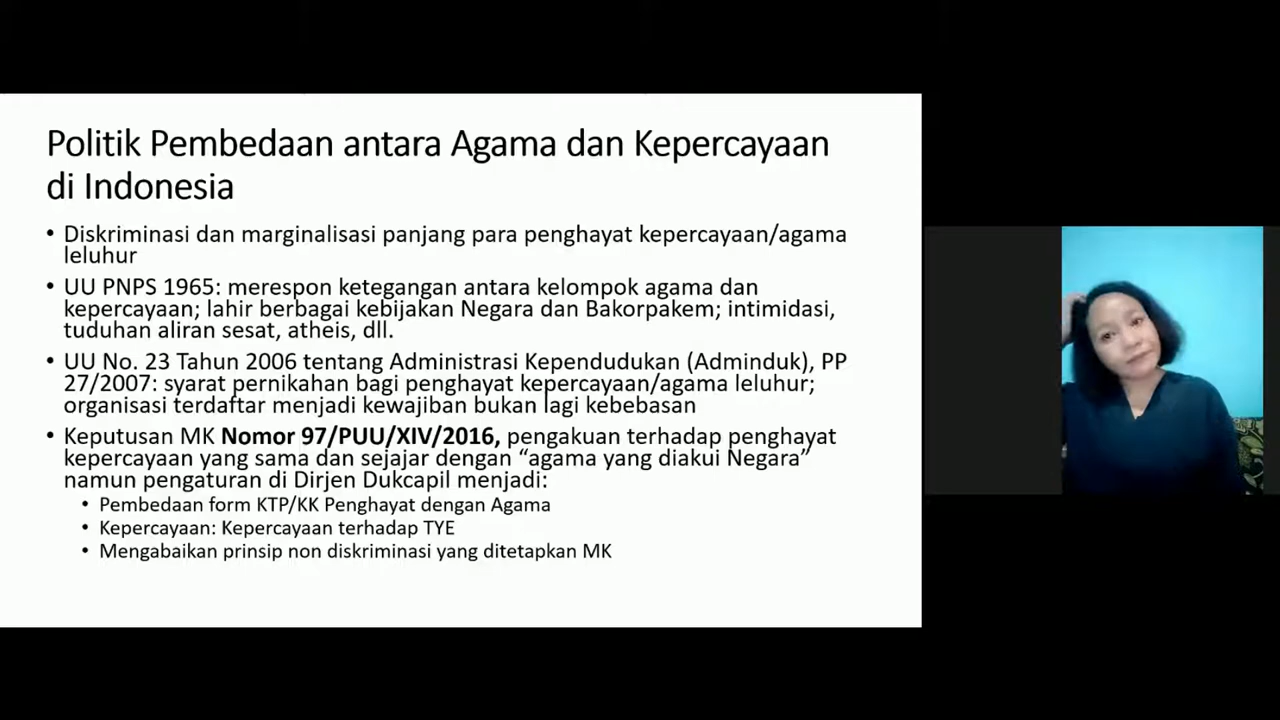 Politik Pembedaan antara Agama dan Kepercayaan
di Indonesia
• Diskriminasi dan marginalisasi panjang para penghayat kepercayaan/agama
leluhur
• UU PNPS 1965: merespon ketegangan antara kelompok agama dan
kepercayaan; lahir berbagai kebijakan Negara dan Bakorpakem; intimidasi,
tuduhan aliran sesat, atheis, dll.
• UU No. 23 Tahun 2006 tentang Administrasi Kependudukan (Adminduk), PP
27/2007: syarat pernikahan bagi penghayat kepercayaan/agama leluhur;
organisasi terdaftar menjadi kewajiban bukan lagi kebebasan
• Keputusan MK Nomor 97/PUU/XIV/2016, pengakuan terhadap penghayat
kepercayaan yang sama dan sejajar dengan “agama yang diakui Negara”
namun pengaturan di Dirjen Dukcapil menjadi:
• Pembedaan form KTP/KK Penghayat dengan Agama
• Kepercayaan: Kepercayaan terhadap TYE
• Mengabaikan prinsip non diskriminasi yang ditetapkan MK